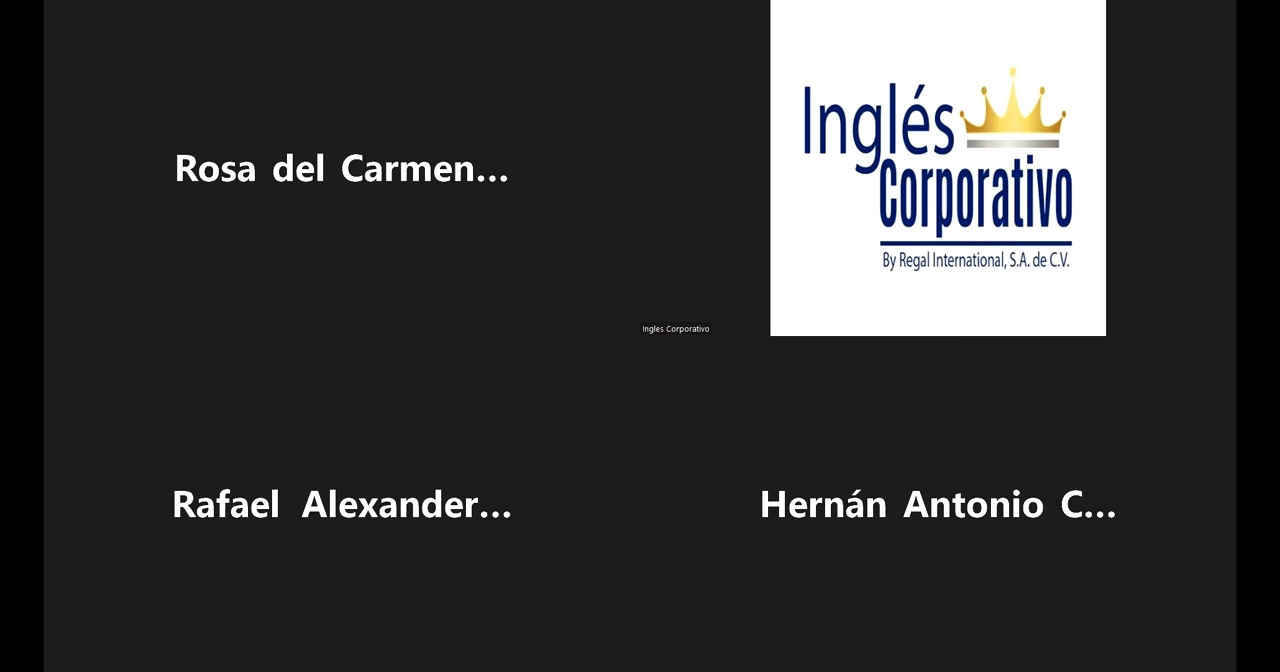 Rosa del Carmen...
Inglés
Corporativo
By Regal International, S.A. de C.V.
Ingles Corporativo
Rafael Alexander...
Hernán Antonio C...